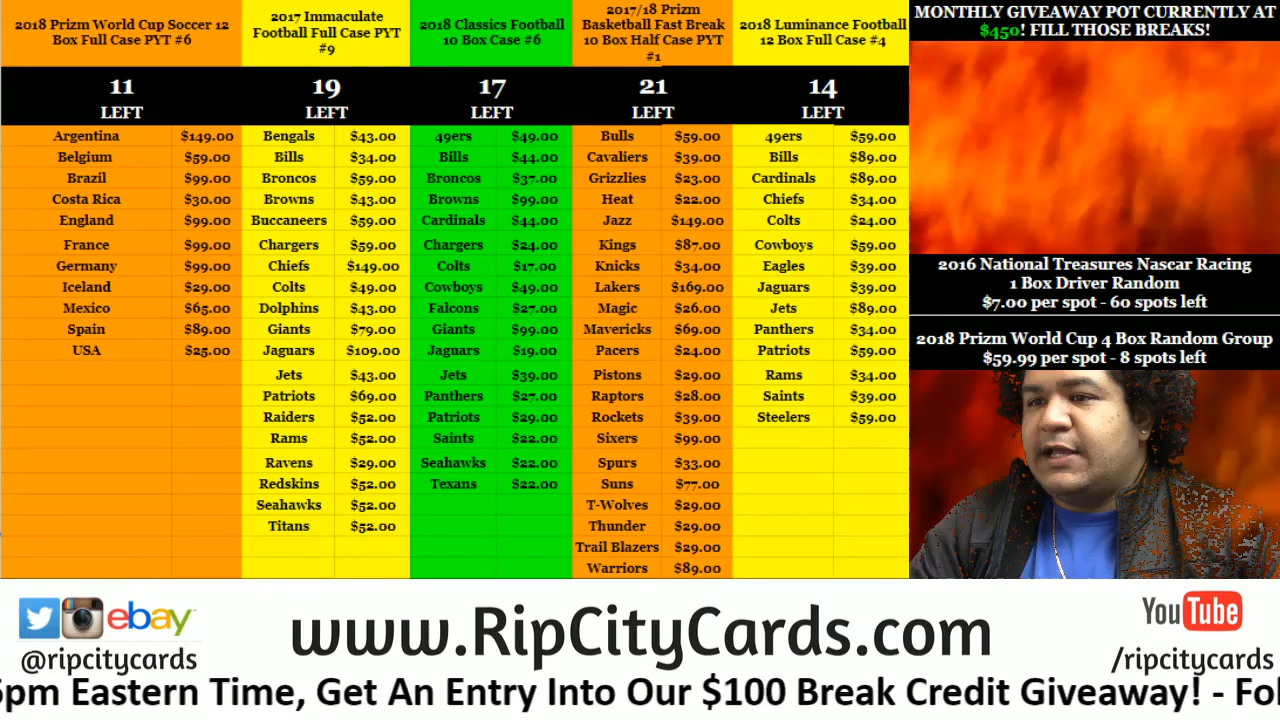 2018 Prizm World Cup Soccer 12
Box Full Case PYT #6
11
LEFT
Argentina $149.00
Belgium $59.00
Brazil $99.00
Costa Rica $30.00
England $99.00
France $99.00
Germany $99.00
Iceland $29.00
Mexico $65.00
Spain $89.00
USA $25.00
2017 Immaculate
Football Full Case PYT
#9
19
LEFT
Bengals $43.00
Bills $34.00
Broncos $59.00
Browns $43.00
Buccaneers $59.00
Chargers $59.00
Chiefs $149.00
Colts $49.00
Dolphins $43.00
Giants $79.00
Jaguars $109.00
Jets $43.00
Patriots $69.00
Raiders $52.00
Rams $52.00
Ravens $29.00
Redskins $52.00
Seahawks $52.00
Titans $52.00
2018 Classics Football
10 Box Case #6
17
LEFT
49ers $49.00
Bills $44.00
Broncos $37.00
Browns $99.00
Cardinals $44.00
Chargers $24.00
Colts $17.00
Cowboys $49.00
Falcons $27.00
Giants $99.00
Jaguars $19.00
Jets $39.00
Panthers $27.00
Patriots $29.00
Saints $22.00
Seahawks $22.00
Texans $22.00
2017/18 Prizm
Basketball Fast Break
10 Box Half Case PYT
#1
21
LEFT
Bulls $59.00
Cavaliers $39.00
Grizzlies $23.00
Heat $22.00
Jazz $149.00
Kings $87.00
Knicks $34.00
Lakers $169.00
Magic $26.00
Mavericks $69.00
Pacers $24.00
Pistons $29.00
Raptors $28.00
Rockets $39.00
Sixers $99.00
Spurs $33.00
Suns $77.00
T-Wolves $29.00
Thunder $29.00
Trail Blazers $29.00
Warriors $89.00
2018 Luminance Football
12 Box Full Case #4
14
LEFT
49ers $59.00
Bills $89.00
Cardinals $89.00
Chiefs $34.00
Colts $24.00
Cowboys $59.00
Eagles $39.00
Jaguars $39.00
Jets $89.00
Panthers $34.00
Patriots $59.00
Rams $34.00
Saints $39.00
Steelers $59.00
MONTHLY GIVEAWAY POT CURRENTLY AT
$450! FILL THOSE BREAKS!
2016 National Treasures Nascar Racing
1 Box Driver Random
$7.00 per spot - 60 spots left
2018 Prizm World Cup 4 Box Random Group
$59.99 per spot - 8 spots left
ebay
@ripcitycards
www.RipCityCards.com
YouTube
/ripcitycards
5pm Eastern Time, Get An Entry Into Our $100 Break Credit Giveaway! - Fol